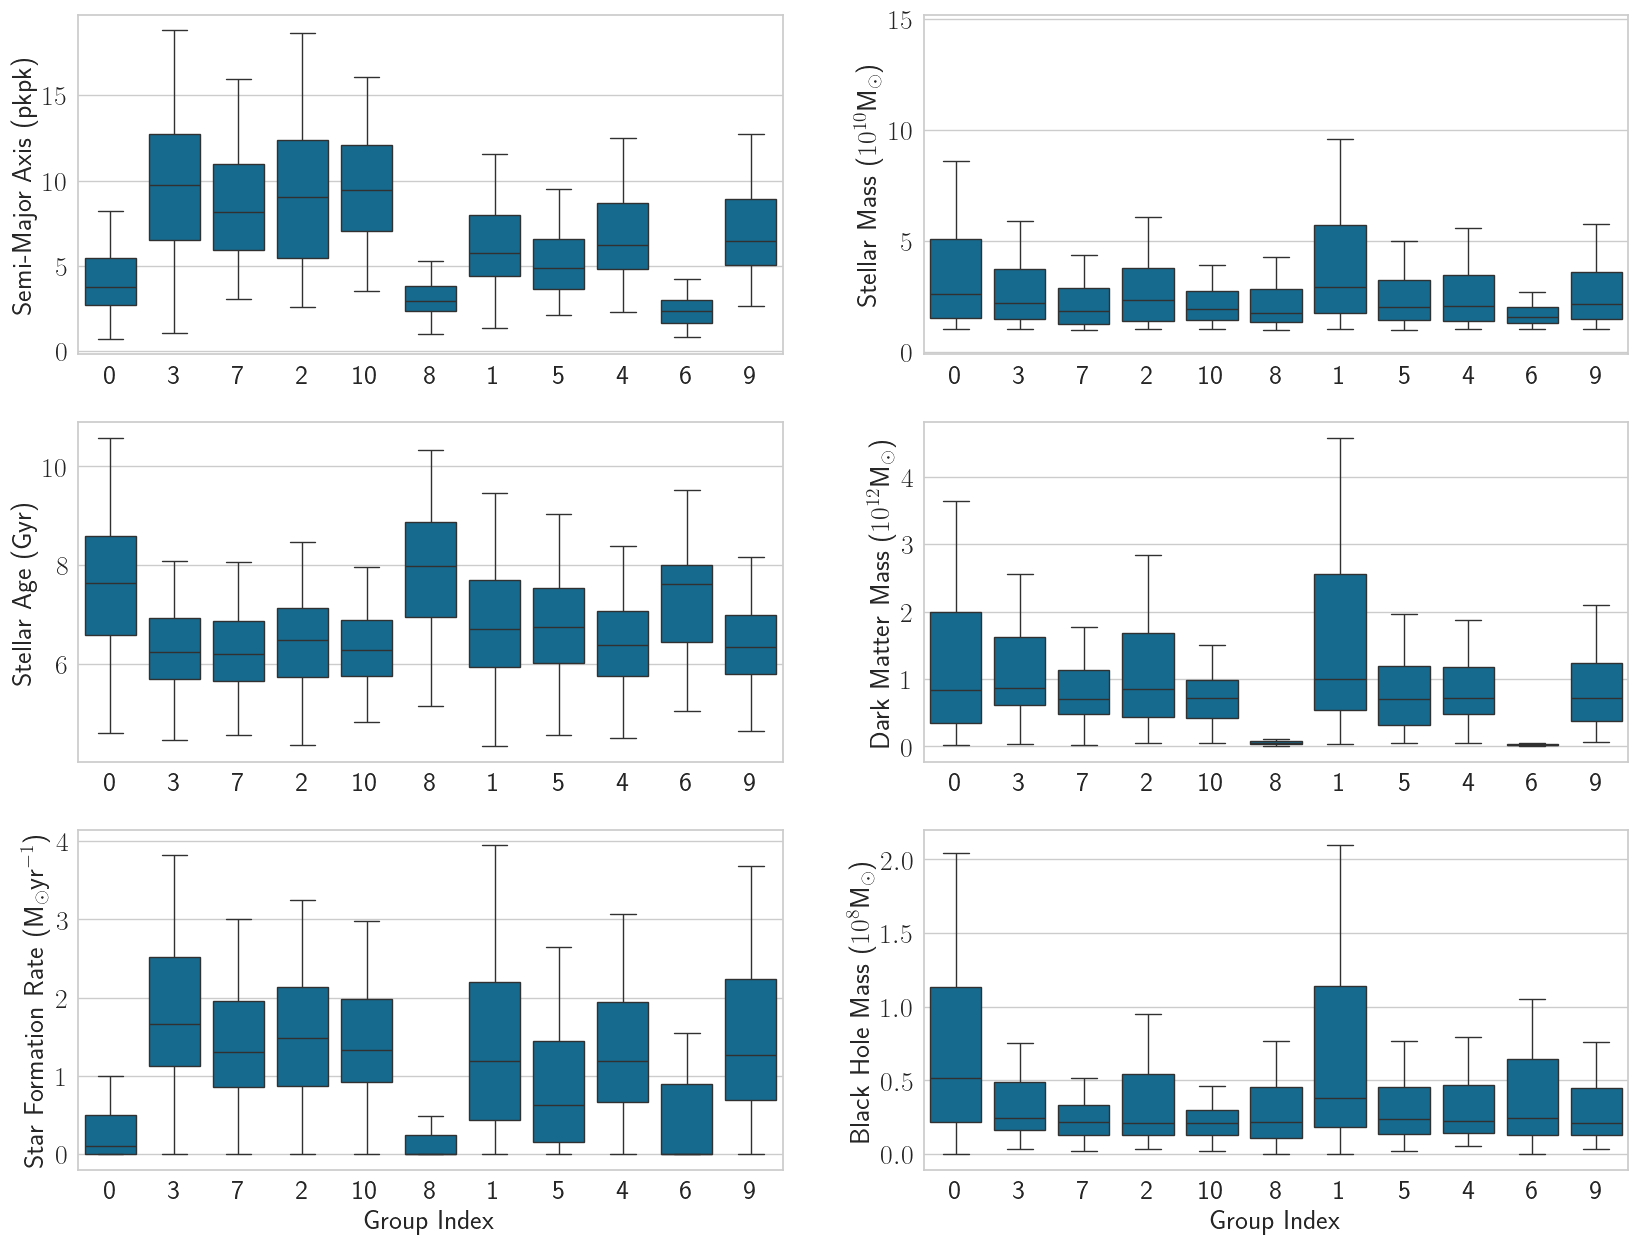 Semi-Major Axis (pkpk)
15
10
5
0
0 3 7 2 10 8 1 5 4 6 9
Stellar Mass (10¹⁰M☉)
15
10
5
0
0 3 7 2 10 8 1 5 4 6 9
Stellar Age (Gyr)
10
8
6
0 3 7 2 10 8 1 5 4 6 9
Dark Matter Mass (10¹²M☉)
4
3
2
1
0
0 3 7 2 10 8 1 5 4 6 9
Star Formation Rate (M☉yr⁻¹)
4
3
2
1
0
0 3 7 2 10 8 1 5 4 6 9
Group Index
Black Hole Mass (10⁸M☉)
2.0
1.5
1.0
0.5
0.0
0 3 7 2 10 8 1 5 4 6 9
Group Index